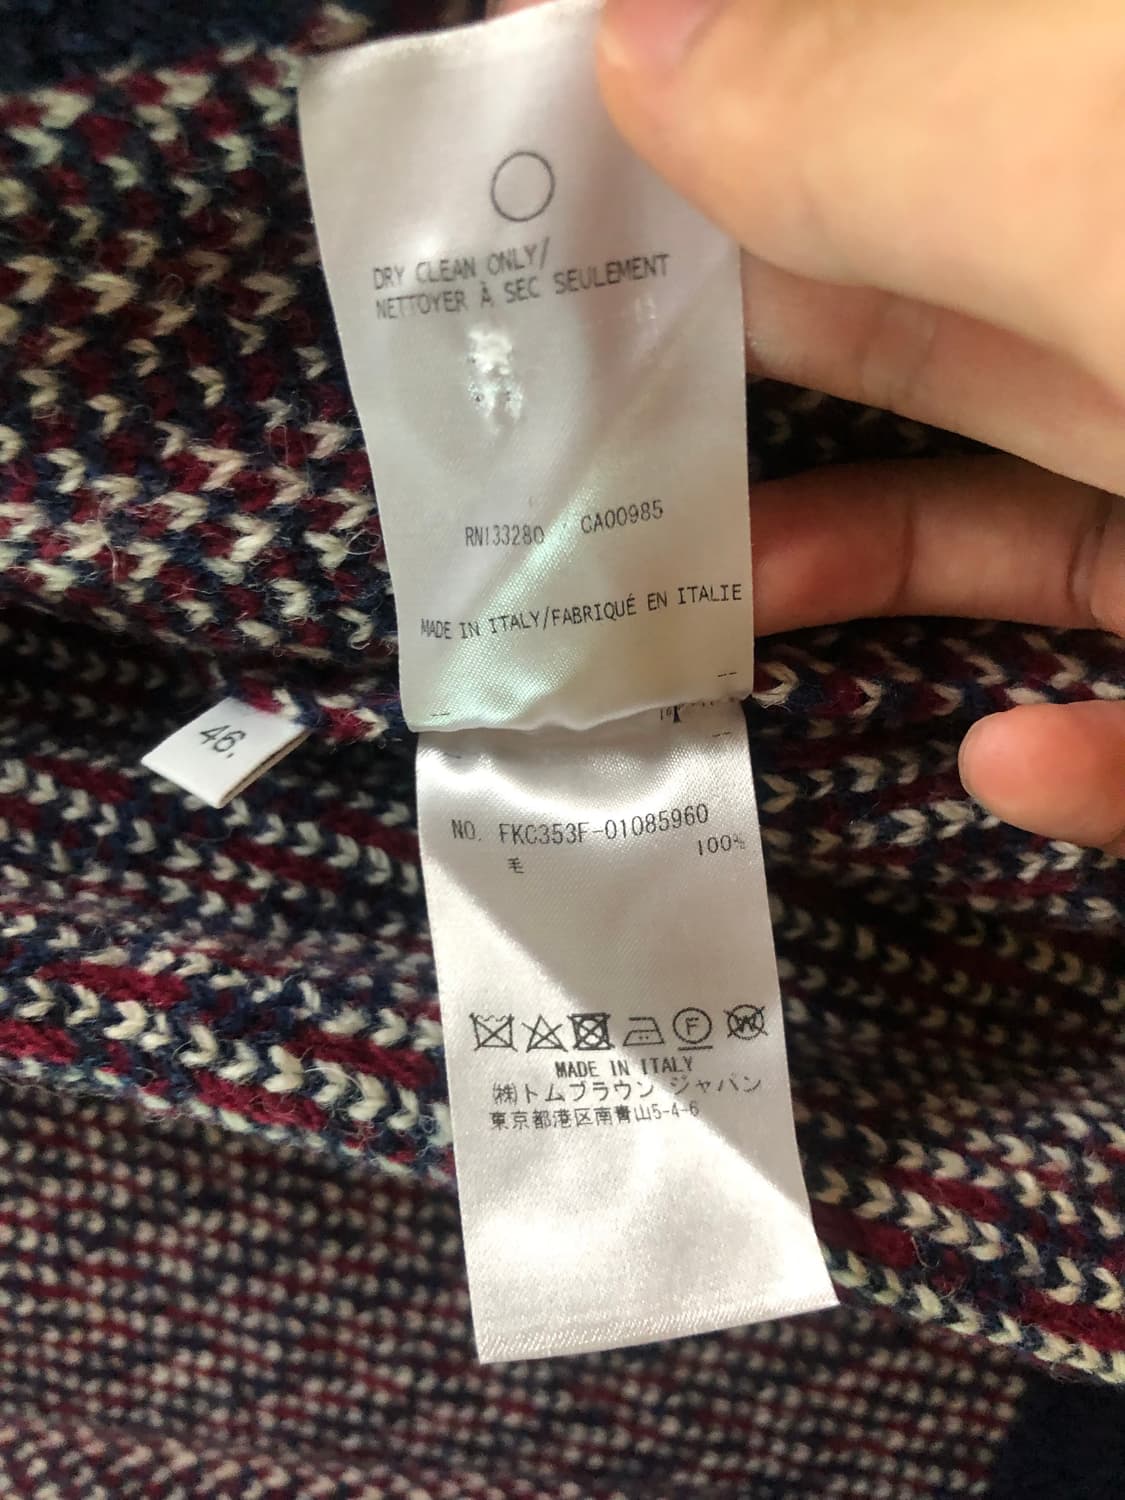 DRY CLEAN ONLY/
NETTOYER À SEC SEULEMENT
RN133280 CA00985
MADE IN ITALY/FABRIQUÉ EN ITALIE
46.
NO. FKC353F-01085960
毛 100%
F W
MADE IN ITALY
㈱トムブラウン ジャパン
東京都港区南青山5-4-6